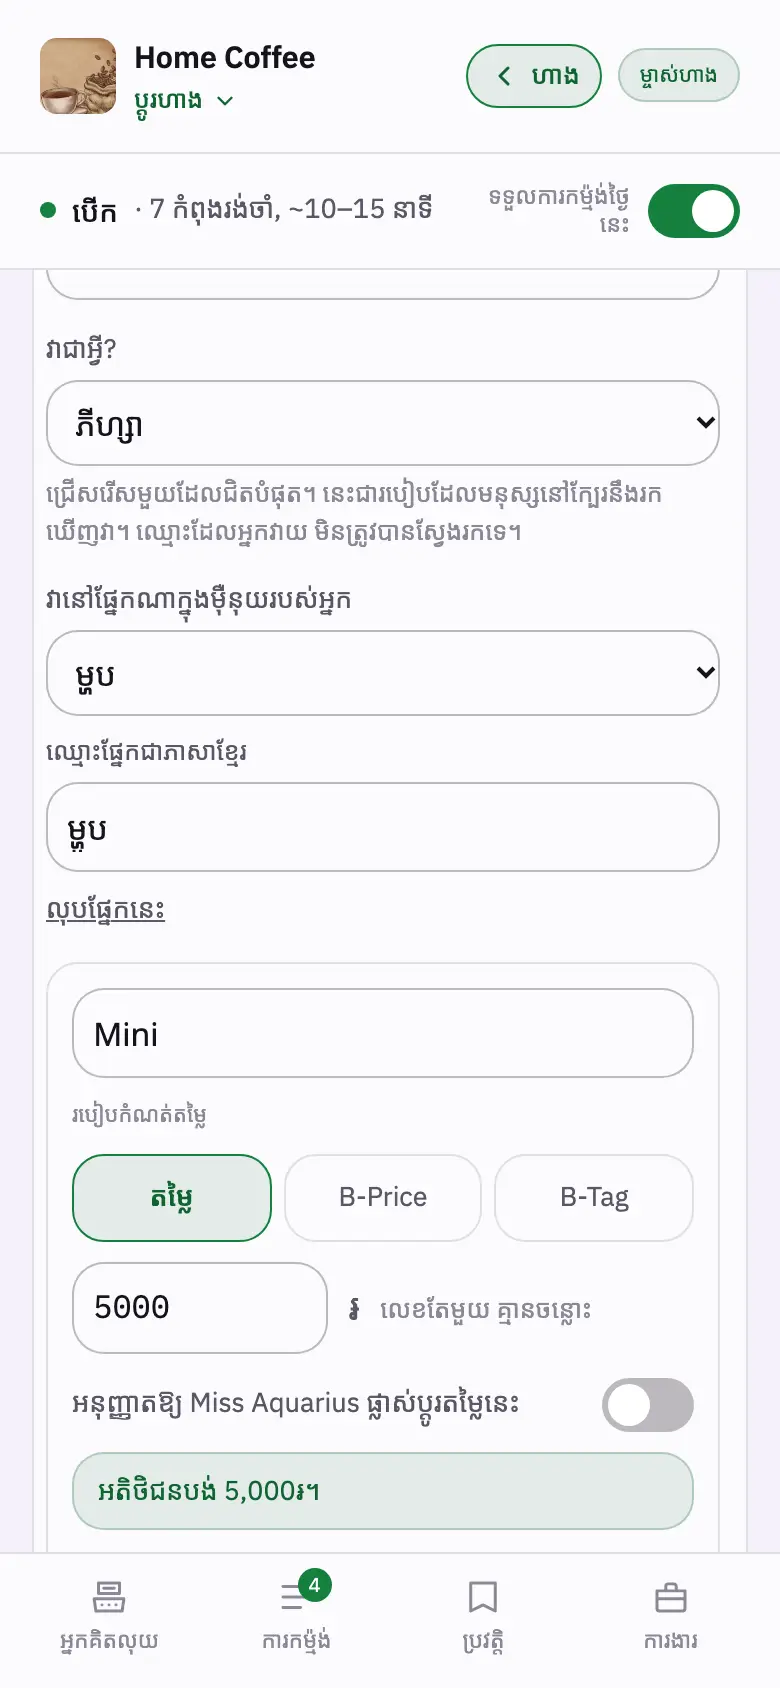 Home Coffee
ប្តូរហាង
ហាង
ម្ចាស់ហាង
បើក · 7 កំពុងរង់ចាំ, ~10–15 នាទី
ទទួលការកម្ម៉ង់ថ្ងៃ
នេះ
វាជាអ្វី?
ភីហ្សា
ជ្រើសរើសមួយដែលជិតបំផុត។ នេះជារបៀបដែលមនុស្សនៅក្បែរនឹងរក
ឃើញវា។ ឈ្មោះដែលអ្នកវាយ មិនត្រូវបានស្វែងរកទេ។
វានៅផ្នែកណាក្នុងម៉ឺនុយរបស់អ្នក
ម្ហូប
ឈ្មោះផ្នែកជាភាសាខ្មែរ
ម្ហូប
លុបផ្នែកនេះ
Mini
របៀបកំណត់តម្លៃ
តម្លៃ
B-Price
B-Tag
5000
៛ លេខតែមួយ គ្មានចន្លោះ
អនុញ្ញាតឱ្យ Miss Aquarius ផ្លាស់ប្តូរតម្លៃនេះ
អតិថិជនបង់ 5,000៛។
4
អ្នកគិតលុយ
ការកម្ម៉ង់
ប្រវត្តិ
ការងារ